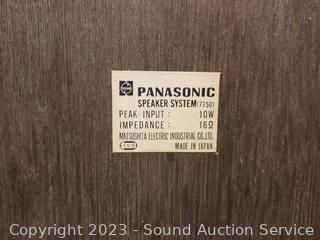 PANASONIC
SPEAKER SYSTEM (7750)
PEAK INPUT : 10W
IMPEDANCE : 16Ω
MATSUSHITA ELECTRIC INDUSTRIAL CO., LTD.
MADE IN JAPAN
Copyright 2023 - Sound Auction Service